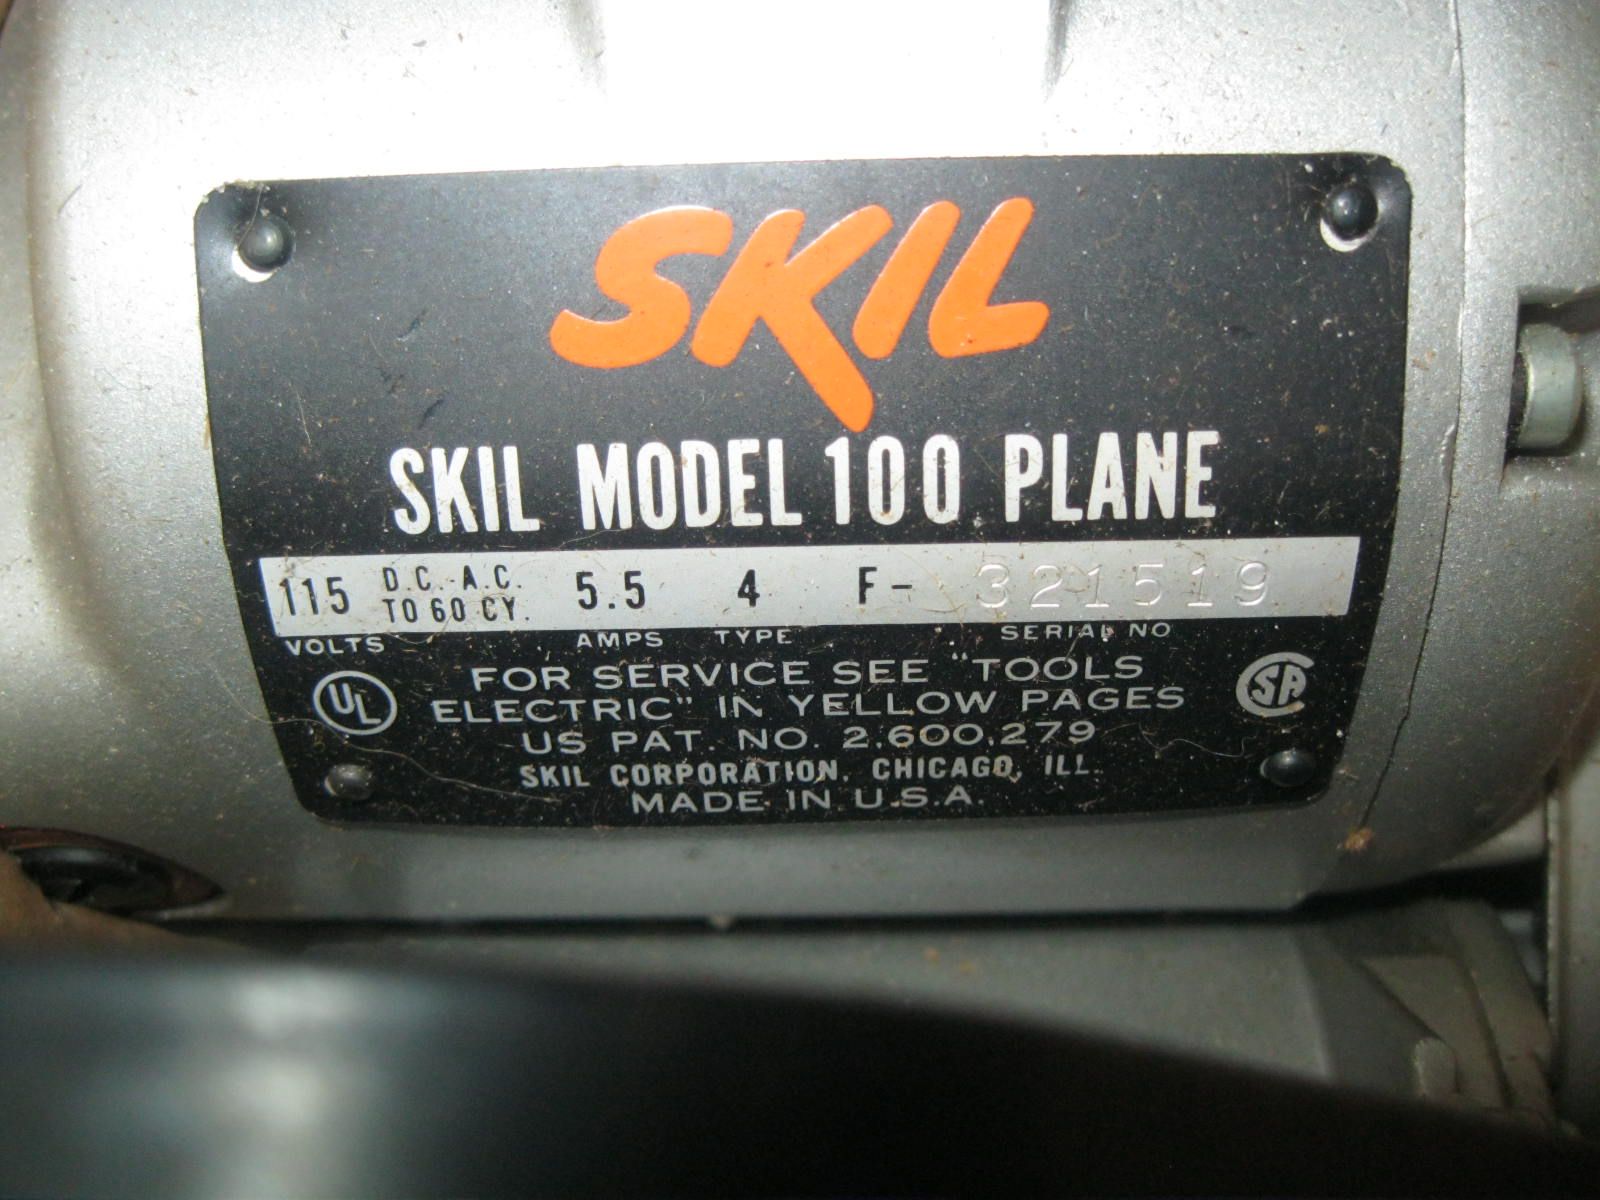 SKIL
SKIL MODEL 100 PLANE
115 D.C.-A.C. TO 60 CY. 5.5 4 F- 321519
VOLTS AMPS TYPE SERIAL NO
UL
FOR SERVICE SEE "TOOLS
ELECTRIC" IN YELLOW PAGES
SA
US PAT. NO. 2,600,279
SKIL CORPORATION, CHICAGO, ILL.
MADE IN U.S.A.